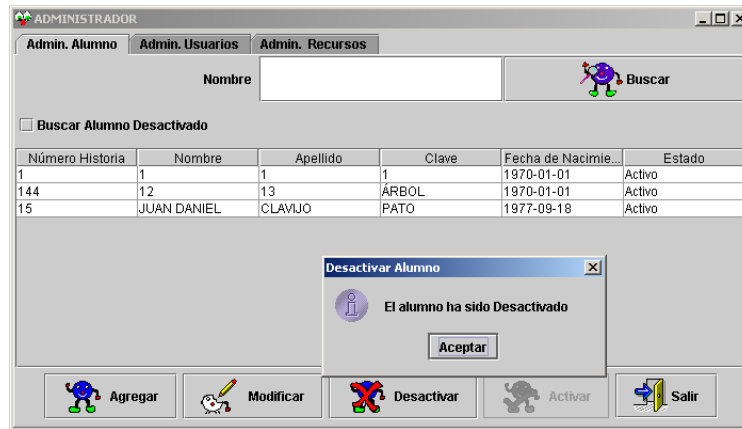 ADMINISTRADOR
Admin. Alumno Admin. Usuarios Admin. Recursos
Nombre Buscar
Buscar Alumno Desactivado
Número Historia Nombre Apellido Clave Fecha de Nacimie... Estado
1 1 1 1 1970-01-01 Activo
144 12 13 ÁRBOL 1970-01-01 Activo
15 JUAN DANIEL CLAVIJO PATO 1977-09-18 Activo
Desactivar Alumno
El alumno ha sido Desactivado
Aceptar
Agregar Modificar Desactivar Activar Salir